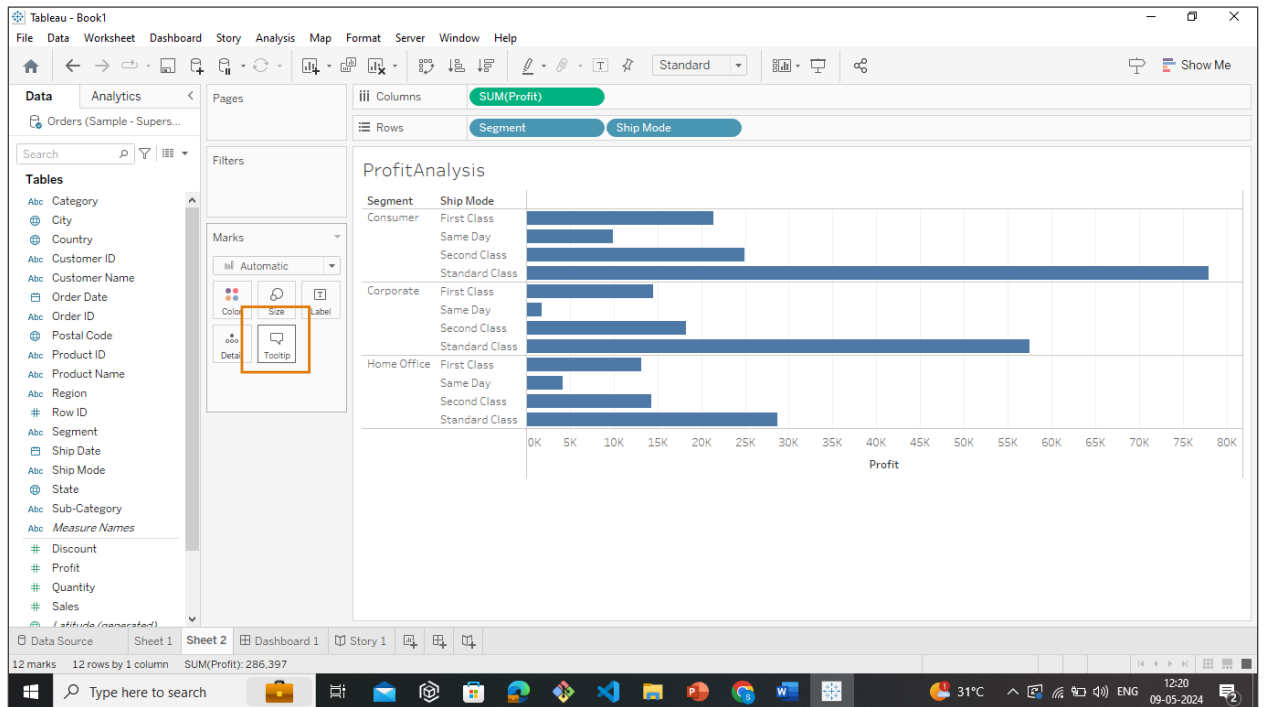 Tableau - Book1
File Data Worksheet Dashboard Story Analysis Map Format Server Window Help
Standard
Show Me
Data Analytics
Pages
iii Columns
SUM(Profit)
Orders (Sample - Supers...
Rows
Segment
Ship Mode
Search
Filters
Tables
Abc Category
City
Country
Abc Customer ID
Abc Customer Name
Order Date
Abc Order ID
Postal Code
Abc Product ID
Abc Product Name
Abc Region
# Row ID
Abc Segment
Ship Date
Abc Ship Mode
State
Abc Sub-Category
Abc Measure Names
# Discount
# Profit
# Quantity
# Sales
Latitude (generated)
Marks
Automatic
Color
Size
Label
Detail
Tooltip
ProfitAnalysis
Segment Ship Mode
Consumer First Class
Same Day
Second Class
Standard Class
Corporate First Class
Same Day
Second Class
Standard Class
Home Office First Class
Same Day
Second Class
Standard Class
0K 5K 10K 15K 20K 25K 30K 35K 40K 45K 50K 55K 60K 65K 70K 75K 80K
Profit
Data Source Sheet 1 Sheet 2 Dashboard 1 Story 1
12 marks 12 rows by 1 column SUM(Profit): 286,397
Type here to search
1
31°C
ENG
12:20
09-05-2024
2